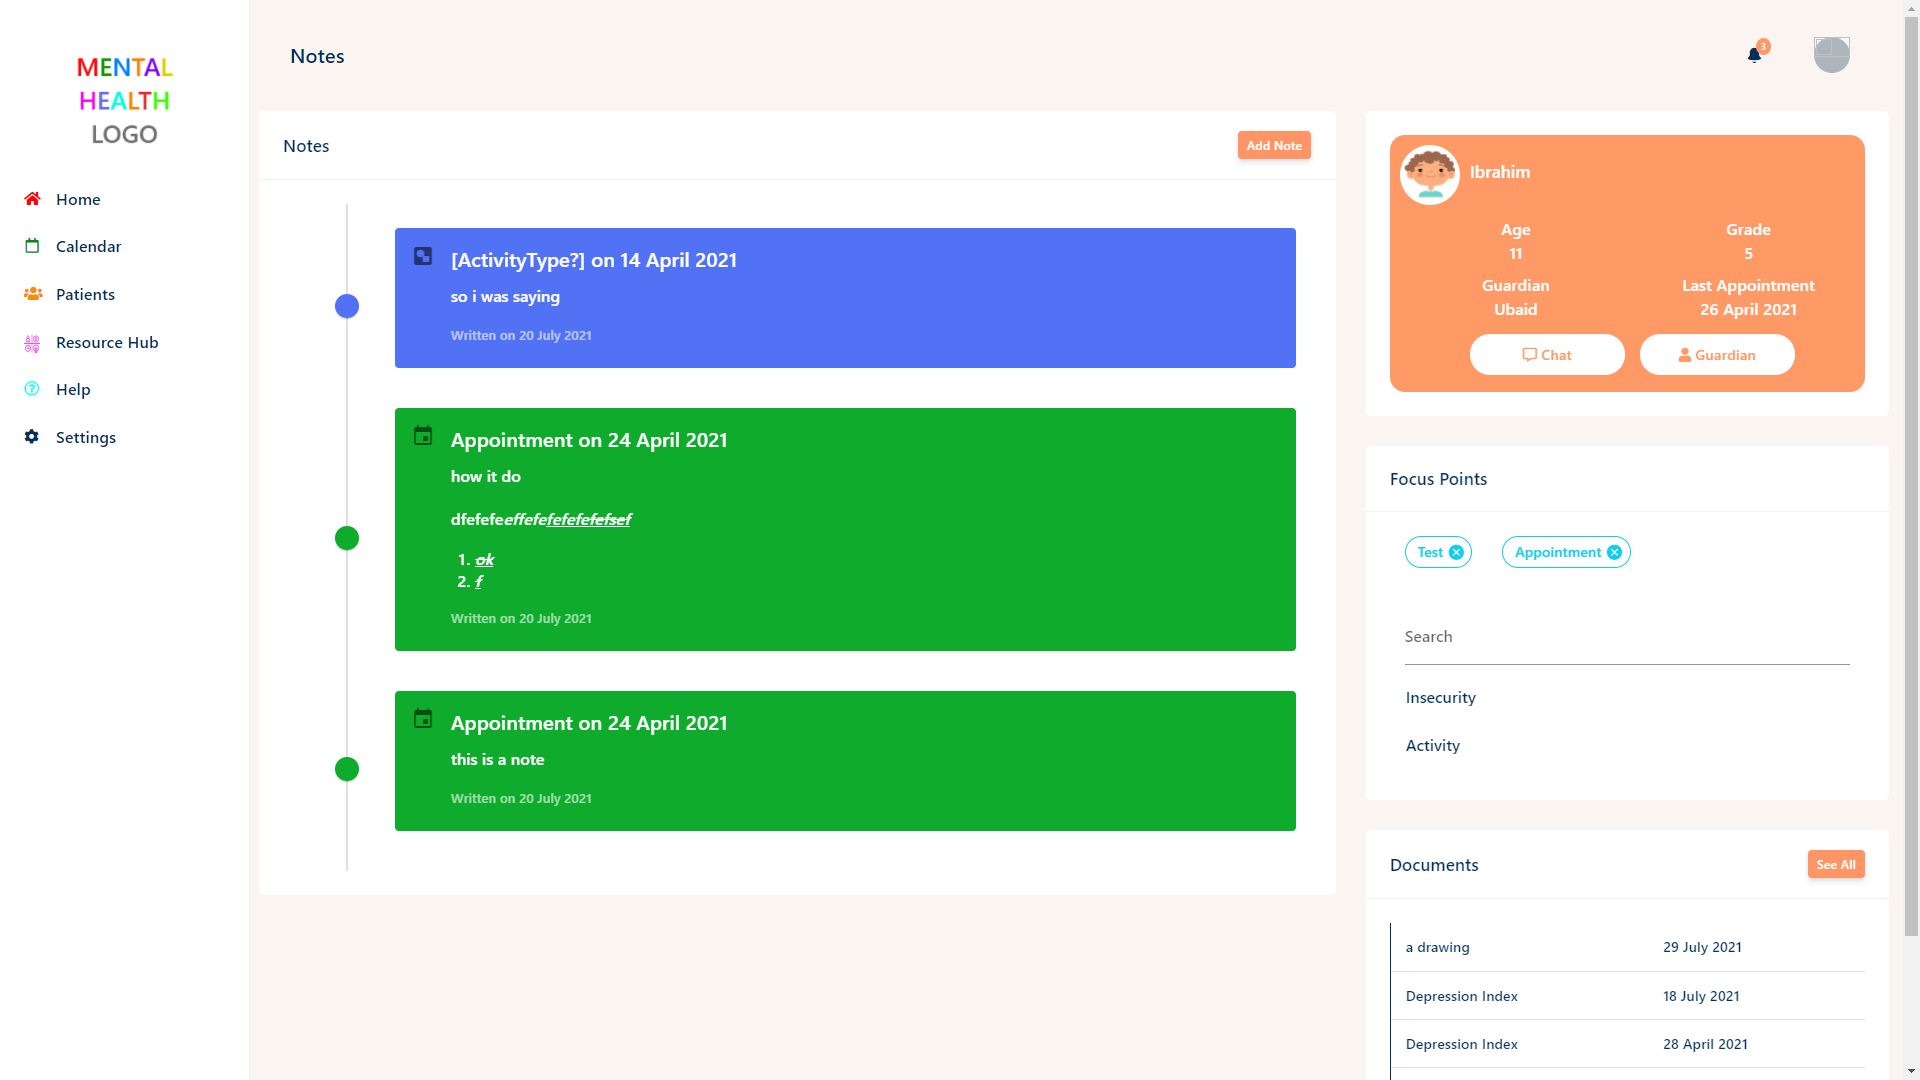 MENTAL
HEALTH
LOGO
Home
Calendar
Patients
Resource Hub
Help
Settings
Notes
3
Notes
Add Note
[ActivityType?] on 14 April 2021
so i was saying
Written on 20 July 2021
Appointment on 24 April 2021
how it do
dfefefeeffefefefefefefsef
1. ok
2. f
Written on 20 July 2021
Appointment on 24 April 2021
this is a note
Written on 20 July 2021
Ibrahim
Age Grade
11 5
Guardian Last Appointment
Ubaid 26 April 2021
Chat Guardian
Focus Points
Test Appointment
Search
Insecurity
Activity
Documents
See All
a drawing 29 July 2021
Depression Index 18 July 2021
Depression Index 28 April 2021